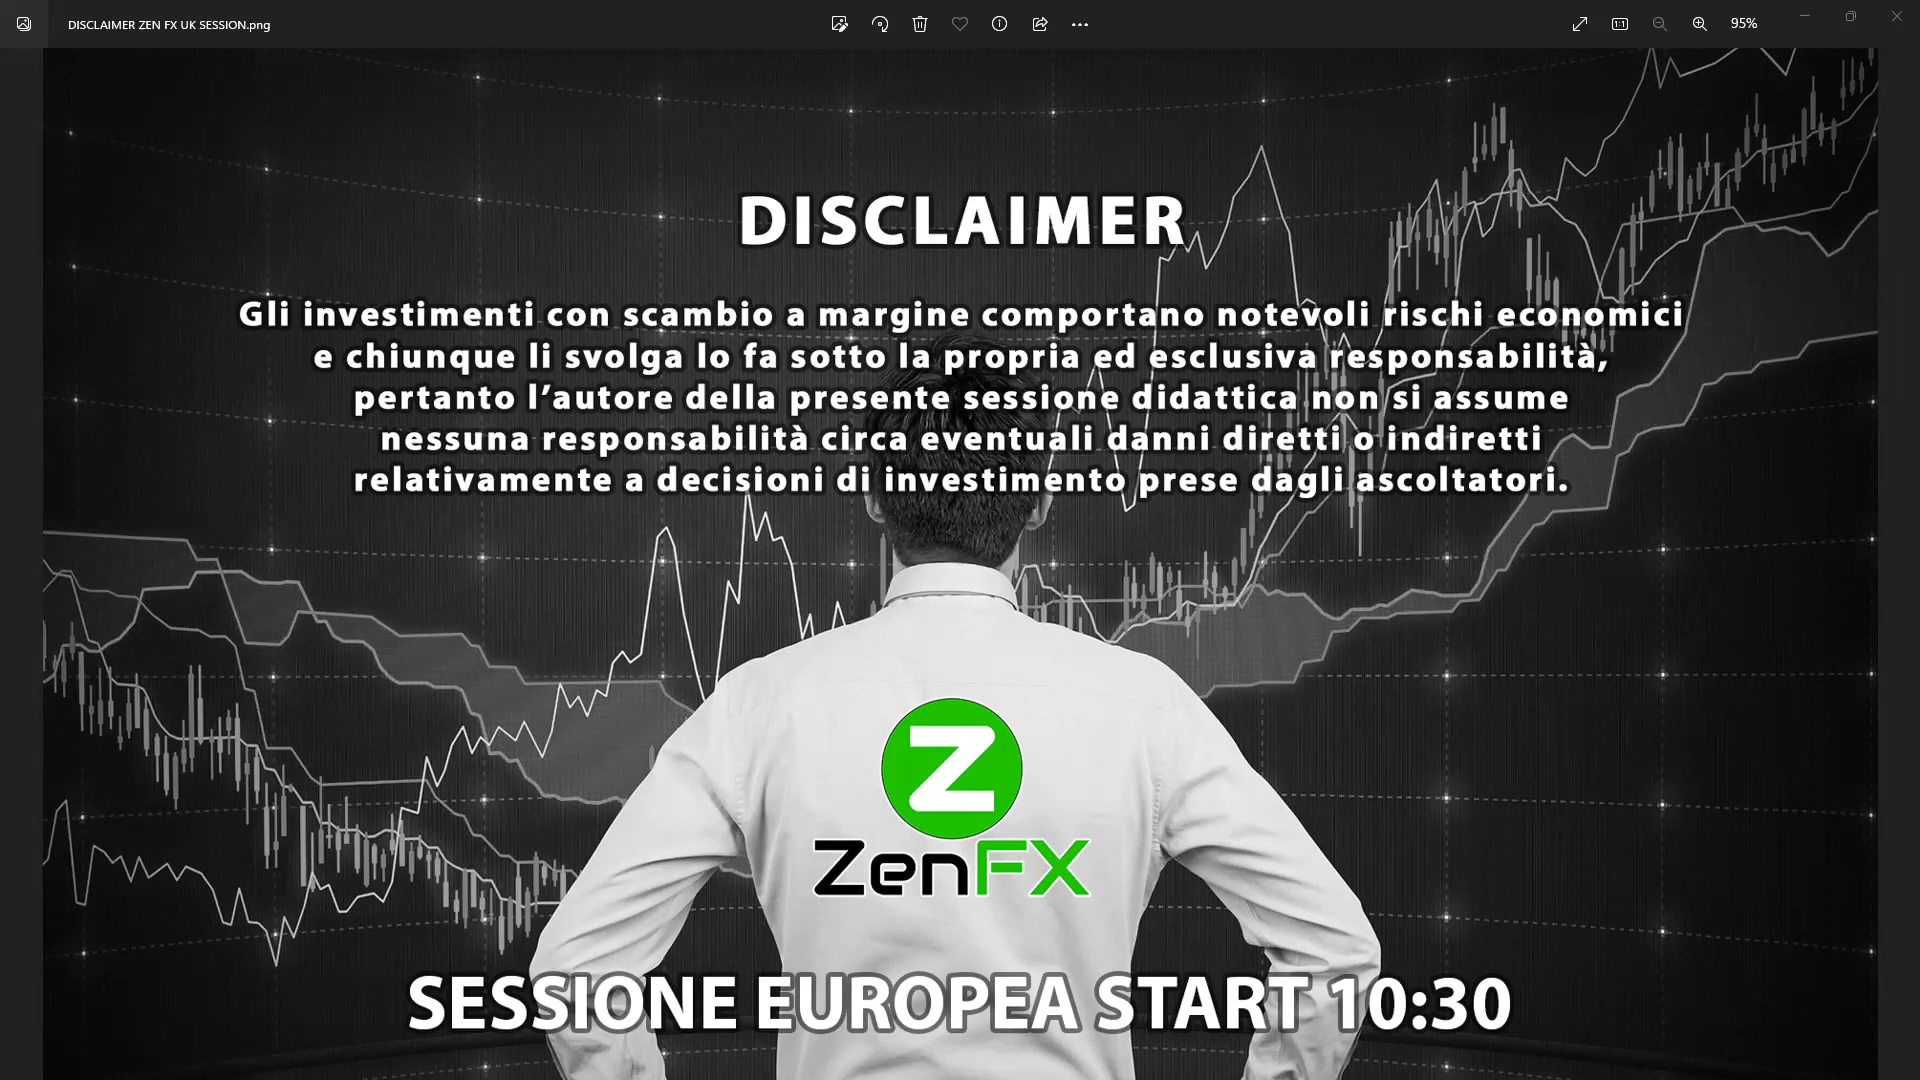 DISCLAIMER ZEN FX UK SESSION.png
95%
DISCLAIMER
Gli investimenti con scambio a margine comportano notevoli rischi economici
e chiunque li svolga lo fa sotto la propria ed esclusiva responsabilità,
pertanto l’autore della presente sessione didattica non si assume
nessuna responsabilità circa eventuali danni diretti o indiretti
relativamente a decisioni di investimento prese dagli ascoltatori.
Z
ZenFX
SESSIONE EUROPEA START 10:30